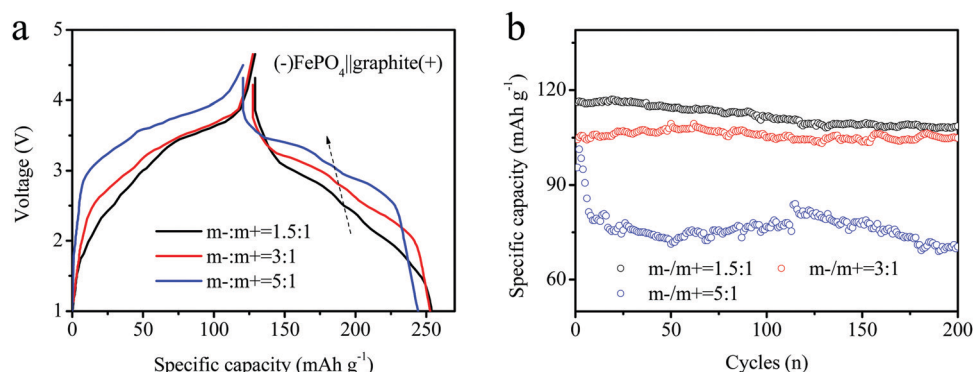 a
(-)FePO4||graphite(+)
Voltage (V)
5
4
3
2
1
m-:m+=1.5:1
m-:m+=3:1
m-:m+=5:1
0 50 100 150 200 250
Specific capacity (mAh g-1)
b
Specific capacity (mAh g-1)
120
90
60
m-/m+=1.5:1 m-/m+=3:1
m-/m+=5:1
0 50 100 150 200
Cycles (n)